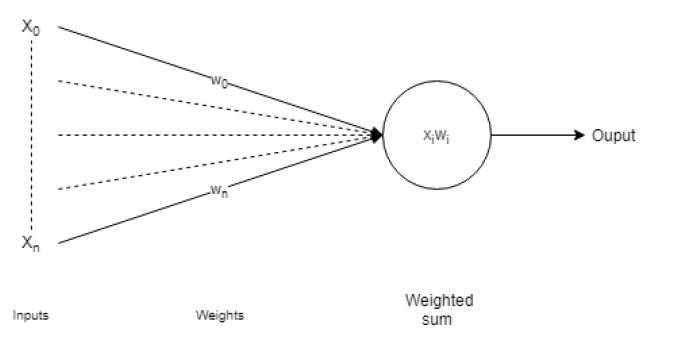 X₀
w₀
XᵢWᵢ
Ouput
wₙ
Xₙ
Weighted
sum
Inputs
Weights